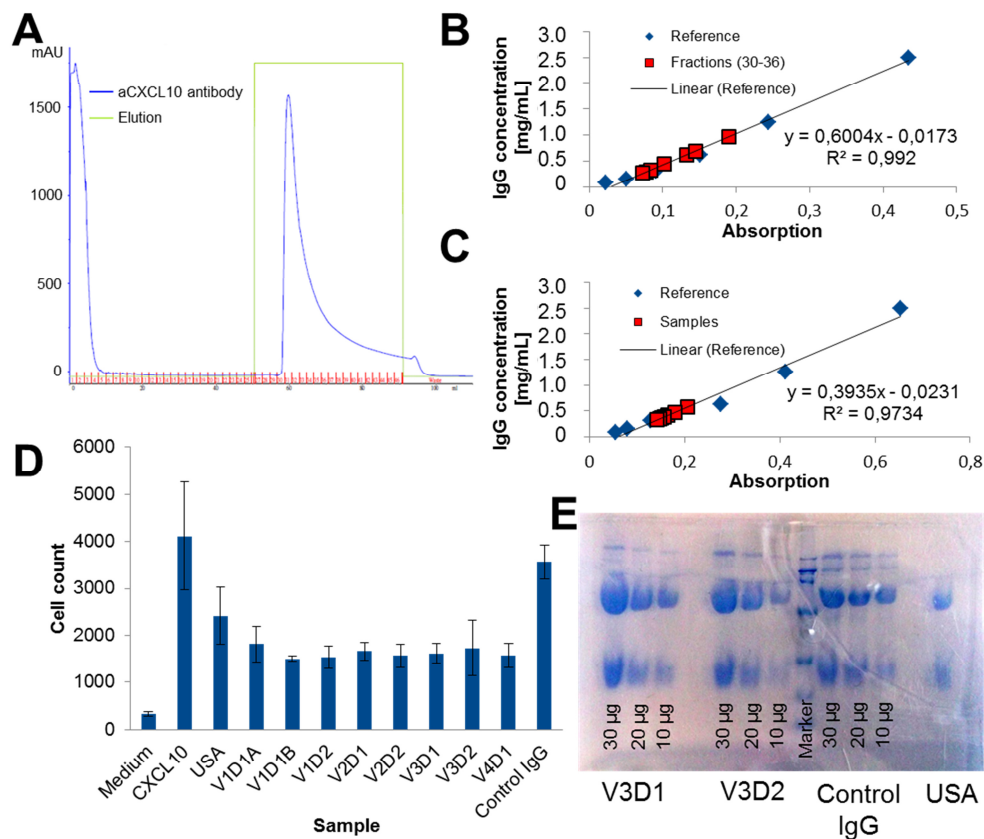 A
mAU
1500
1000
500
0
aCXCL10 antibody
Elution
0
20
40
60
80
100
ml
B
IgG concentration
[mg/mL]
3.0
2.5
2.0
1.5
1.0
0.5
0
Reference
Fractions (30-36)
Linear (Reference)
y = 0,6004x - 0,0173
R² = 0,992
0
0,1
0,2
0,3
0,4
0,5
Absorption
C
IgG concentration
[mg/mL]
3.0
2.5
2.0
1.5
1.0
0.5
0
Reference
Samples
Linear (Reference)
y = 0,3935x - 0,0231
R² = 0,9734
0
0,2
0,4
0,6
0,8
Absorption
D
Cell count
6000
5000
4000
3000
2000
1000
0
Medium
CXCL10
USA
V1D1A
V1D1B
V1D2
V2D1
V2D2
V3D1
V3D2
V4D1
Control IgG
Sample
E
30 µg
20 µg
10 µg
30 µg
20 µg
10 µg
Marker
30 µg
20 µg
10 µg
V3D1
V3D2
Control
IgG
USA